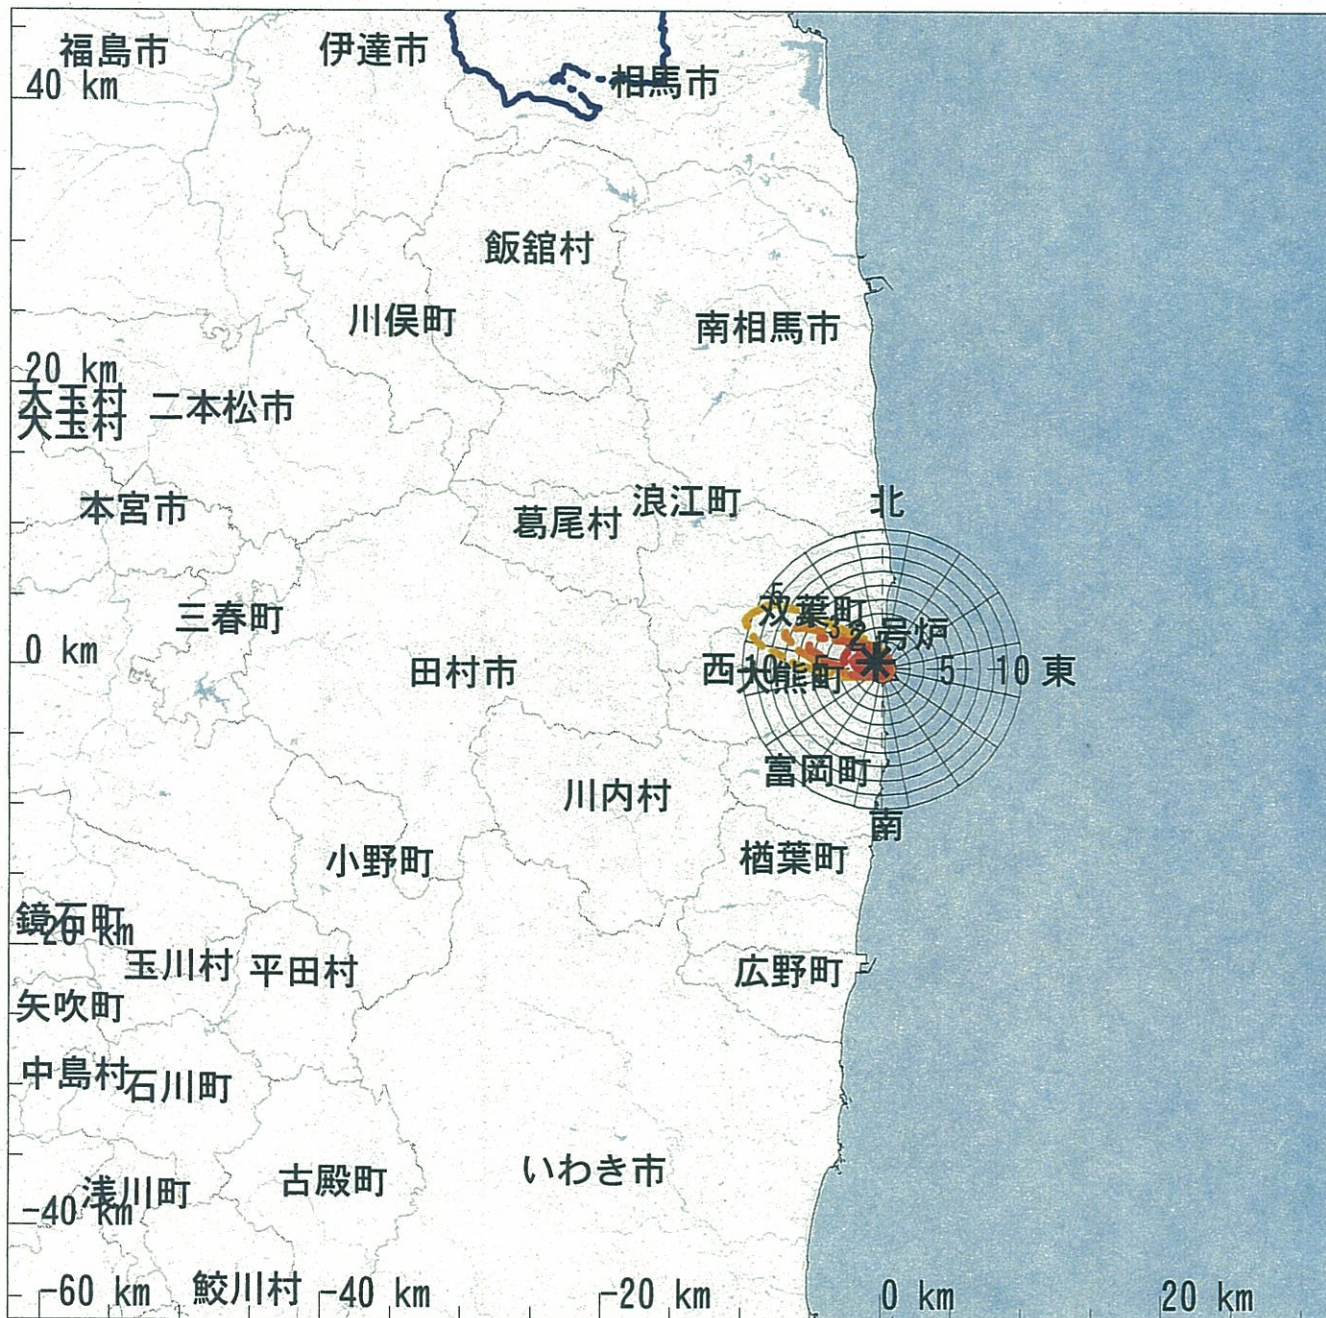 福島市
伊達市
相馬市
40 km
飯舘村
川俣町
南相馬市
20 km
大玉村
二本松市
大玉村
本宮市
葛尾村
浪江町
北
三春町
双葉町
2号炉
0 km
田村市
西
10
5
大熊町
5
10
東
富岡町
川内村
南
小野町
楢葉町
鏡石町
-20 km
玉川村
平田村
広野町
矢吹町
中島村
石川町
いわき市
浅川町
古殿町
-40 km
-60 km
鮫川村
-40 km
-20 km
0 km
20 km